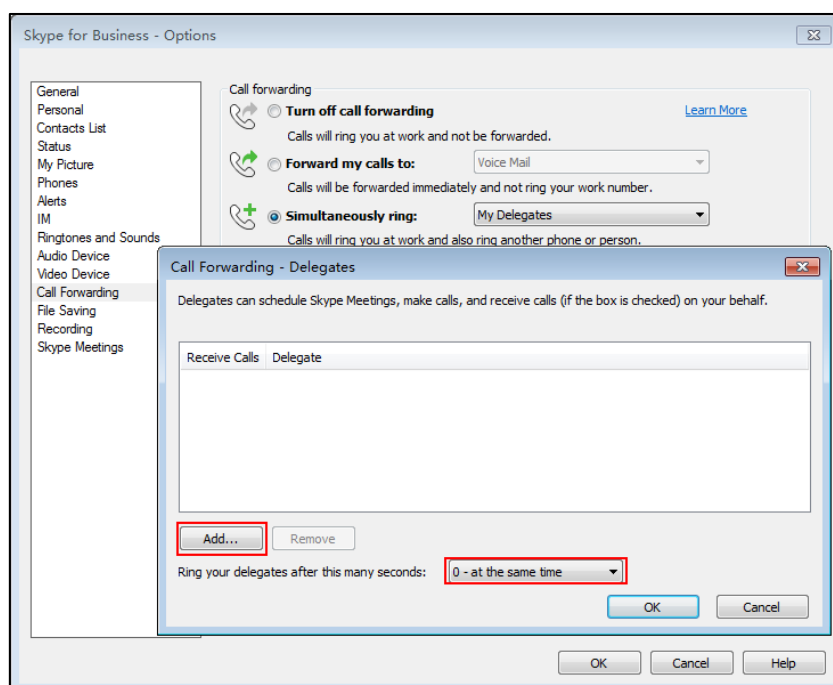 Skype for Business - Options
General
Personal
Contacts List
Status
My Picture
Phones
Alerts
IM
Ringtones and Sounds
Audio Device
Video Device
Call Forwarding
File Saving
Recording
Skype Meetings
Call forwarding
Turn off call forwarding
Learn More
Calls will ring you at work and not be forwarded.
Forward my calls to:
Voice Mail
Calls will be forwarded immediately and not ring your work number.
Simultaneously ring:
My Delegates
Calls will ring you at work and also ring another phone or person.
Call Forwarding - Delegates
Delegates can schedule Skype Meetings, make calls, and receive calls (if the box is checked) on your behalf.
Receive Calls Delegate
Add... Remove
Ring your delegates after this many seconds: 0 - at the same time
OK Cancel
OK Cancel Help